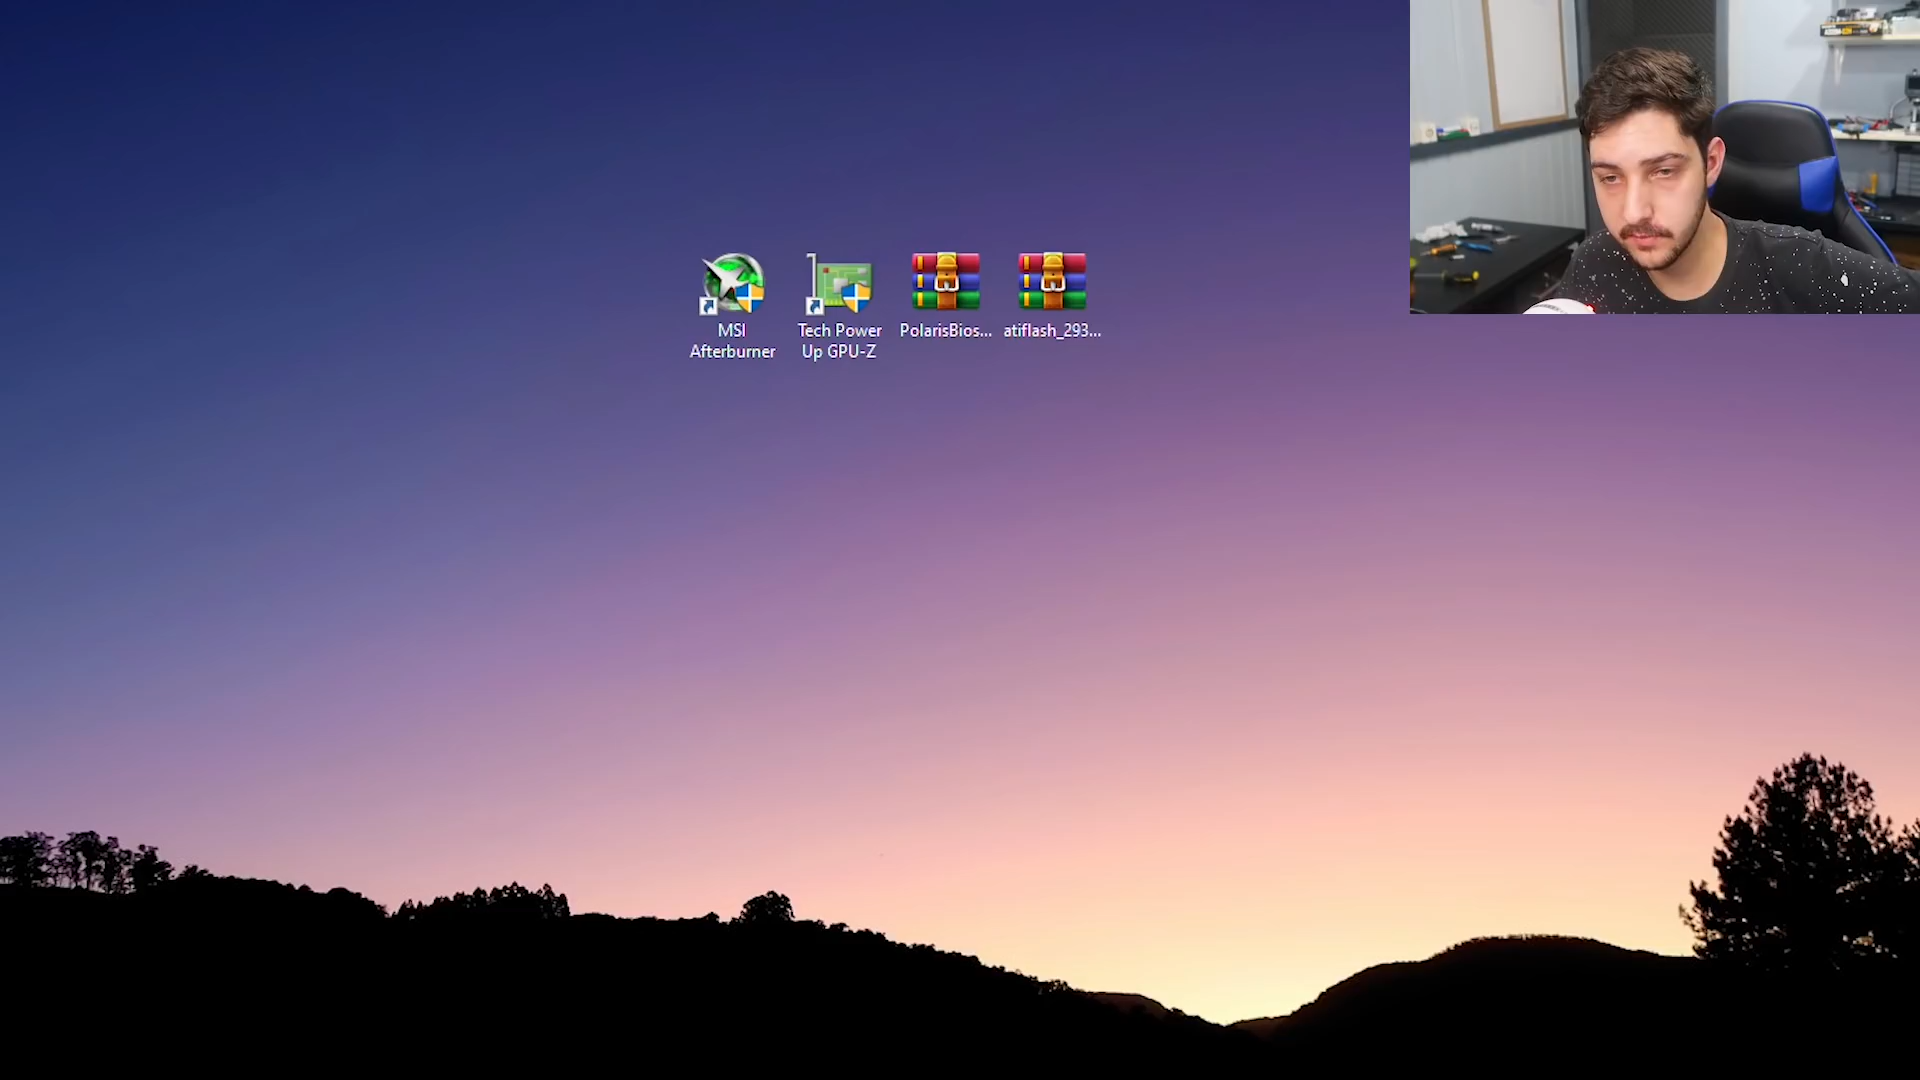 MSI
Afterburner
Tech Power
Up GPU-Z
PolarisBios...
atiflash_293...